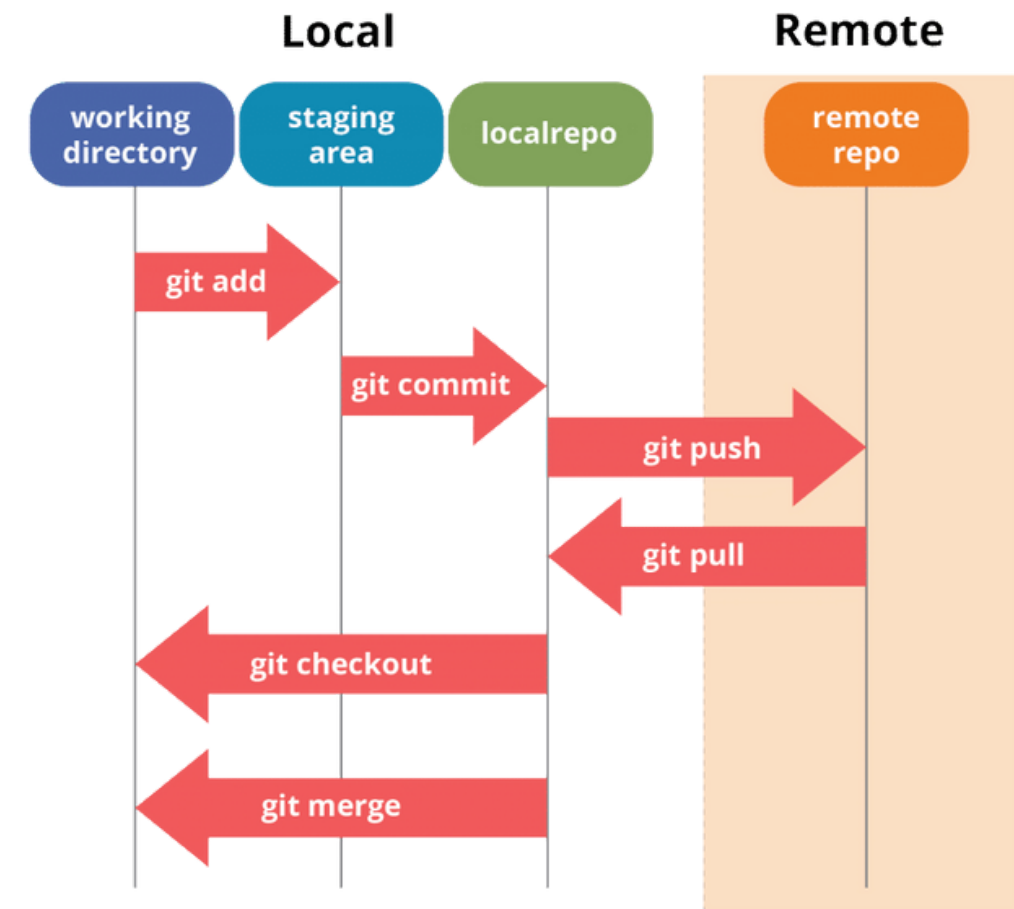 Local
Remote
working
directory
staging
area
localrepo
remote
repo
git add
git commit
git push
git pull
git checkout
git merge